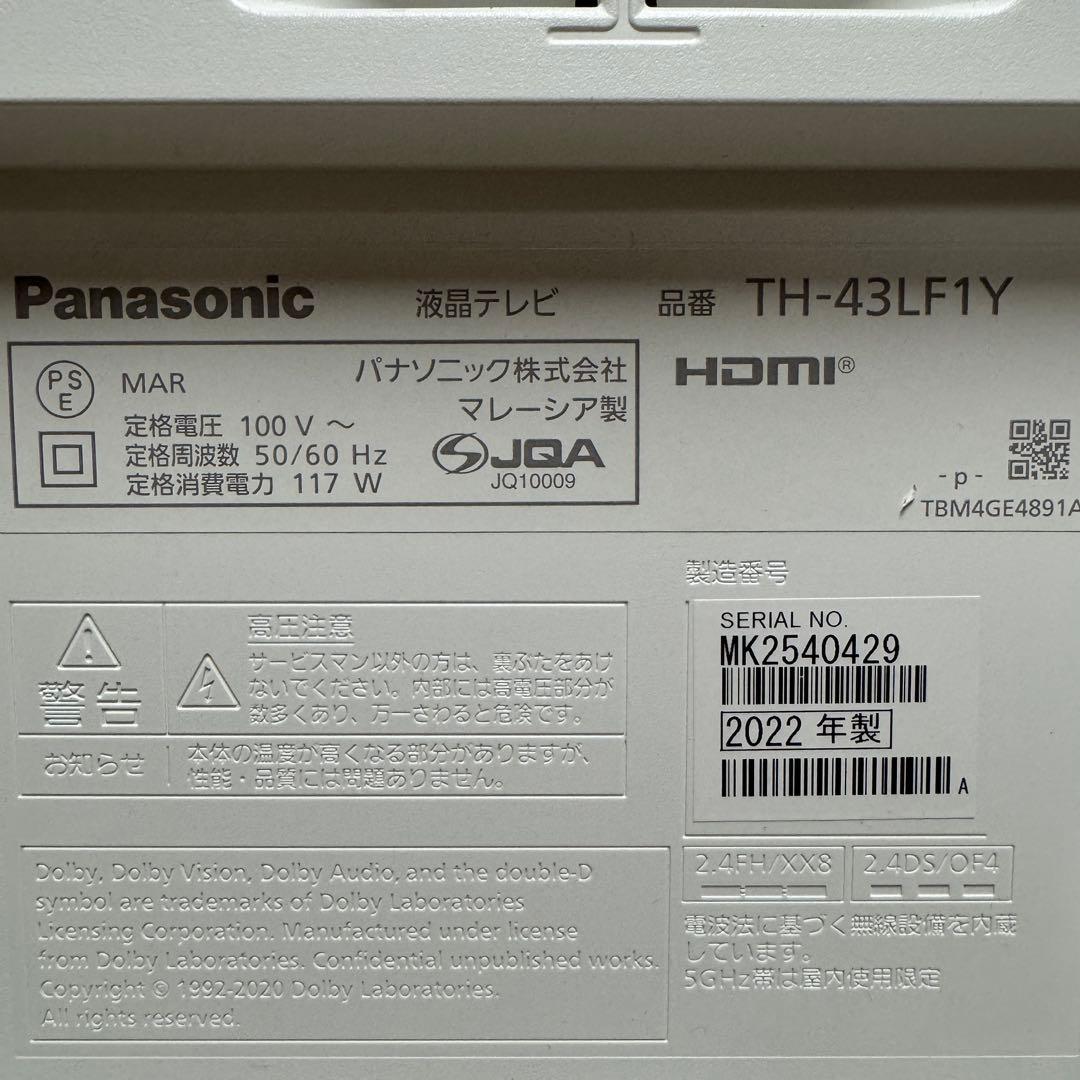 Panasonic 液晶テレビ 品番 TH-43LF1Y
PS
E
MAR
パナソニック株式会社
マレーシア製
定格電圧 100 V ～
定格周波数 50/60 Hz
定格消費電力 117 W
JQA
JQ10009
HDMI®
- p -
TBM4GE4891A
警告
高圧注意
サービスマン以外の方は、裏ぶたをあけ
ないでください。内部には高電圧部分が
数多くあり、万一さわると危険です。
お知らせ
本体の温度が高くなる部分がありますが、
性能・品質には問題ありません。
製造番号
SERIAL NO.
MK2540429
2022 年製
A
Dolby, Dolby Vision, Dolby Audio, and the double-D
symbol are trademarks of Dolby Laboratories
Licensing Corporation. Manufactured under license
from Dolby Laboratories. Confidential unpublished works.
Copyright © 1992-2020 Dolby Laboratories.
All rights reserved.
2.4FH/XX8
2.4DS/OF4
電波法に基づく無線設備を内蔵
しています。
5GHz帯は屋内使用限定